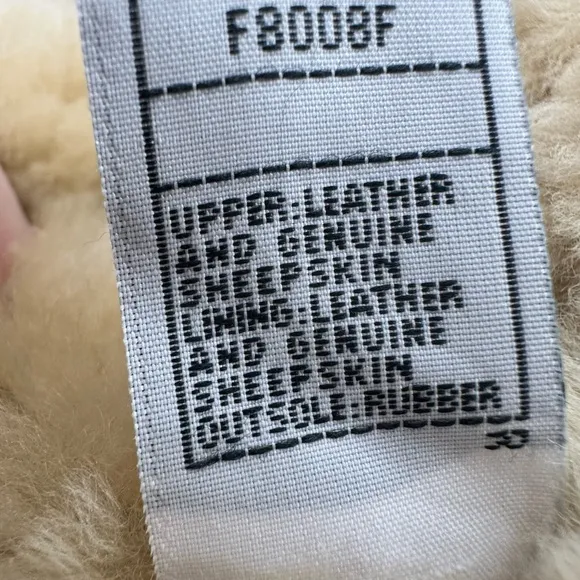 F8008F
UPPER:LEATHER
AND GENUINE
SHEEPSKIN
LINING:LEATHER
AND GENUINE
SHEEPSKIN
OUTSOLE:RUBBER